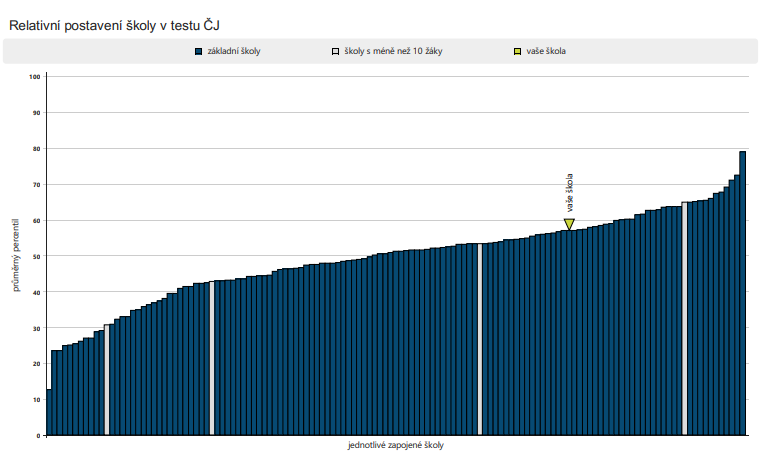 Relativní postavení školy v testu ČJ
základní školy školy s méně než 10 žáky vaše škola
100
90
80
70
60
50
40
30
20
10
0
průměrný percentil
vaše škola
jednotlivé zapojené školy